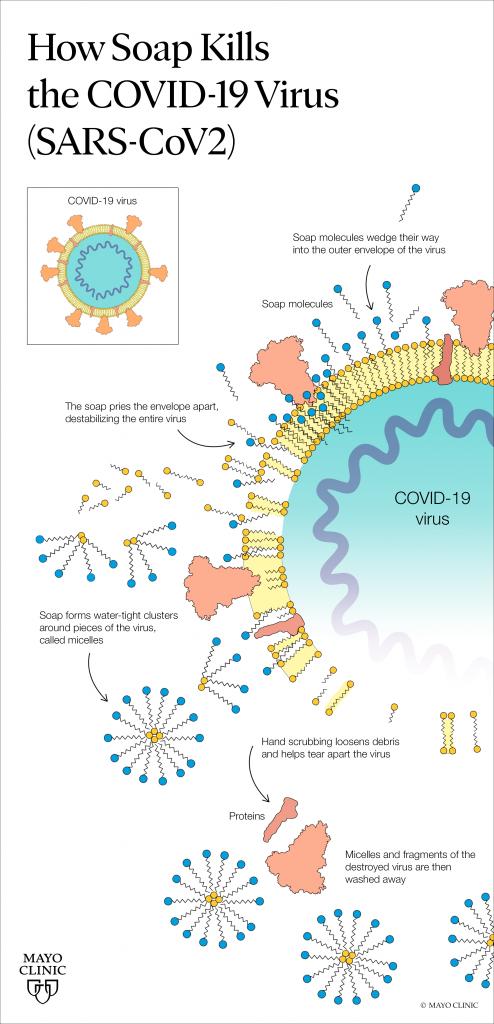 How Soap Kills
the COVID-19 Virus
(SARS-CoV2)
COVID-19 virus
Soap molecules wedge their way
into the outer envelope of the virus
Soap molecules
The soap pries the envelope apart,
destabilizing the entire virus
COVID-19
virus
Soap forms water-tight clusters
around pieces of the virus,
called micelles
Hand scrubbing loosens debris
and helps tear apart the virus
Proteins
Micelles and fragments of the
destroyed virus are then
washed away
MAYO
CLINIC
© MAYO CLINIC